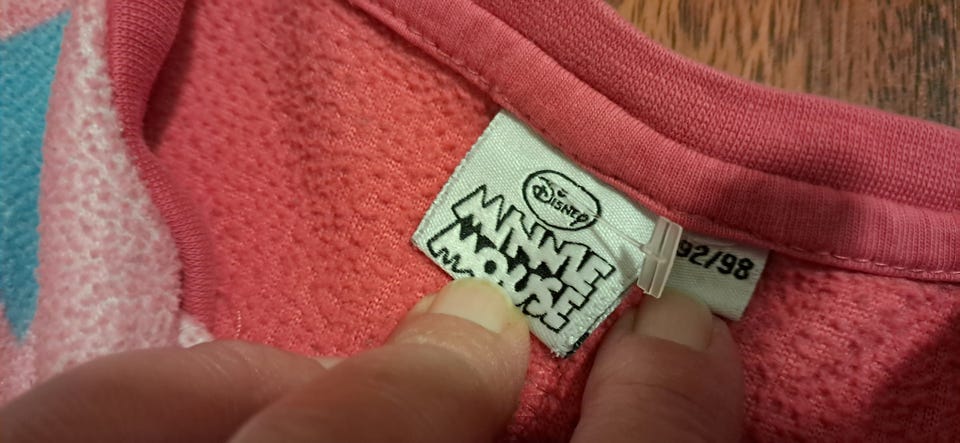 Disney
MINNIE
MOUSE
92/98